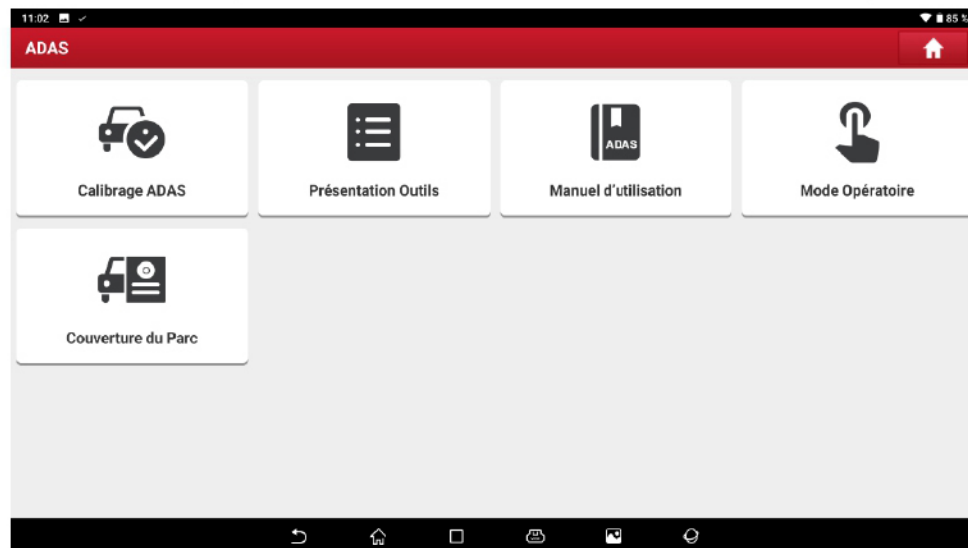 11:02
85 %
ADAS
Calibrage ADAS
Présentation Outils
ADAS
Manuel d'utilisation
Mode Opératoire
Couverture du Parc